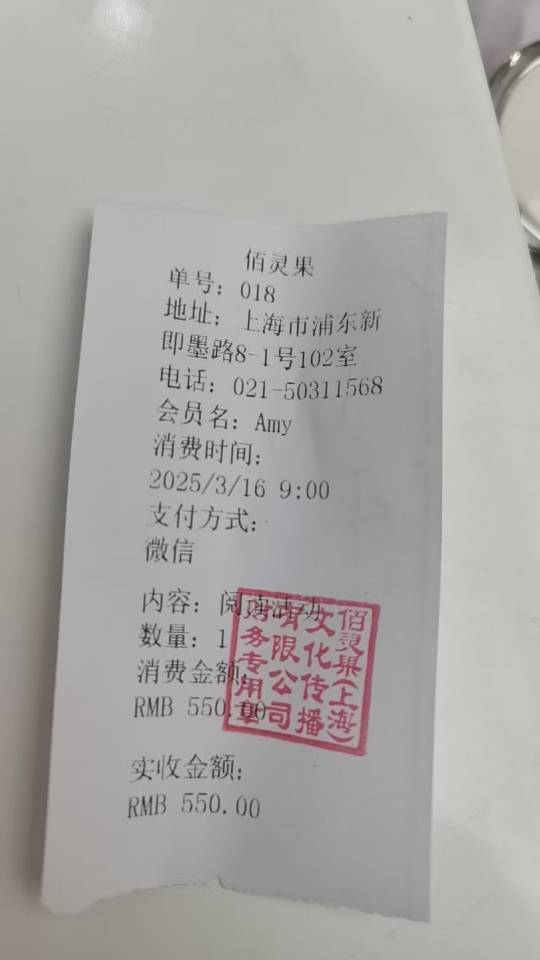 佰灵果
单号：018
地址：上海市浦东新
即墨路8-1号102室
电话：021-50311568
会员名：Amy
消费时间：
2025/3/16 9:00
支付方式：
微信
内容：阅读活动
数量：1
消费金额：
RMB 550.00
实收金额：
RMB 550.00
佰灵果(上海)
文化传播
有限公司
财务专用章